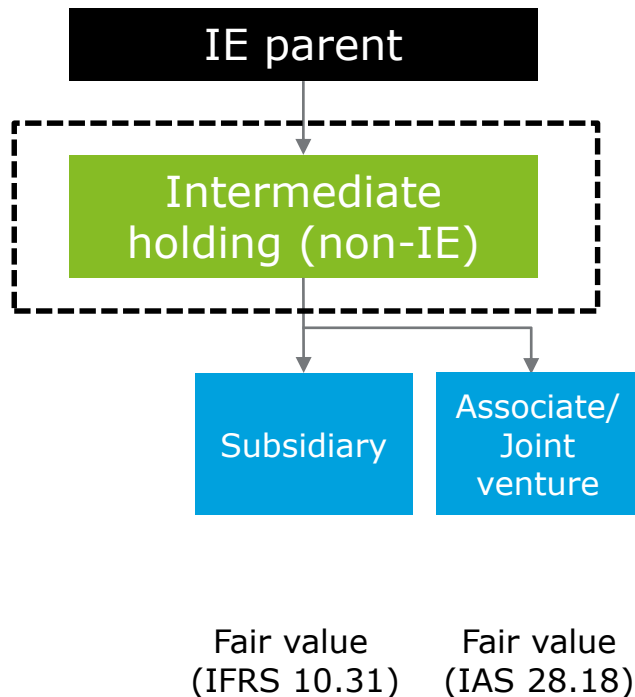 IE parent
Intermediate
holding (non-IE)
Subsidiary
Associate/
Joint
venture
Fair value
(IFRS 10.31)
Fair value
(IAS 28.18)